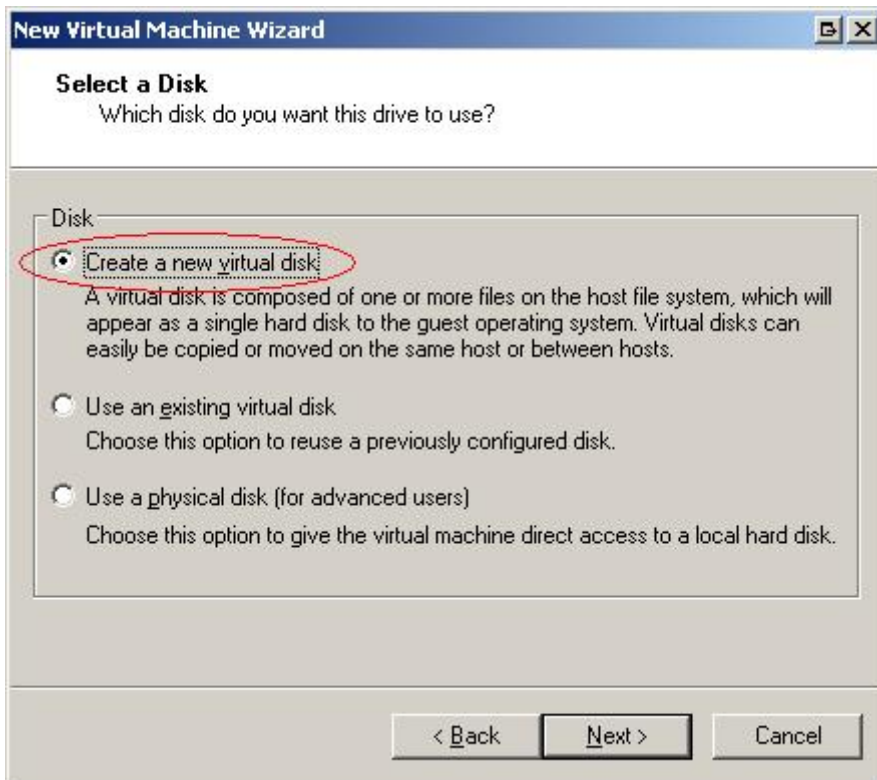 New Virtual Machine Wizard
Select a Disk
Which disk do you want this drive to use?
Disk
Create a new virtual disk
A virtual disk is composed of one or more files on the host file system, which will
appear as a single hard disk to the guest operating system. Virtual disks can
easily be copied or moved on the same host or between hosts.
Use an existing virtual disk
Choose this option to reuse a previously configured disk.
Use a physical disk (for advanced users)
Choose this option to give the virtual machine direct access to a local hard disk.
< Back
Next >
Cancel